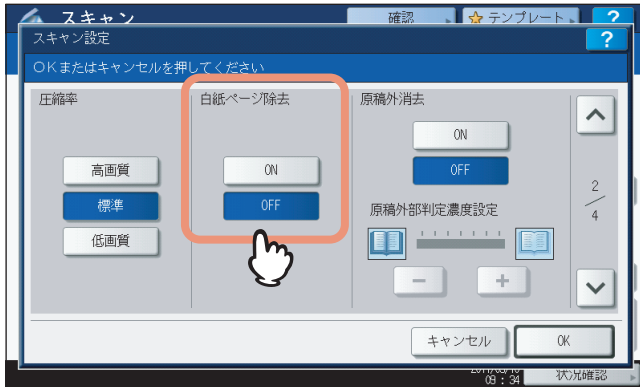 スキャン
確認
テンプレート
?
スキャン設定
?
OKまたはキャンセルを押してください
圧縮率
白紙ページ除去
原稿外消去
高画質
標準
低画質
ON
OFF
ON
OFF
原稿外部判定濃度設定
2
4
キャンセル
OK
09:34
状況確認